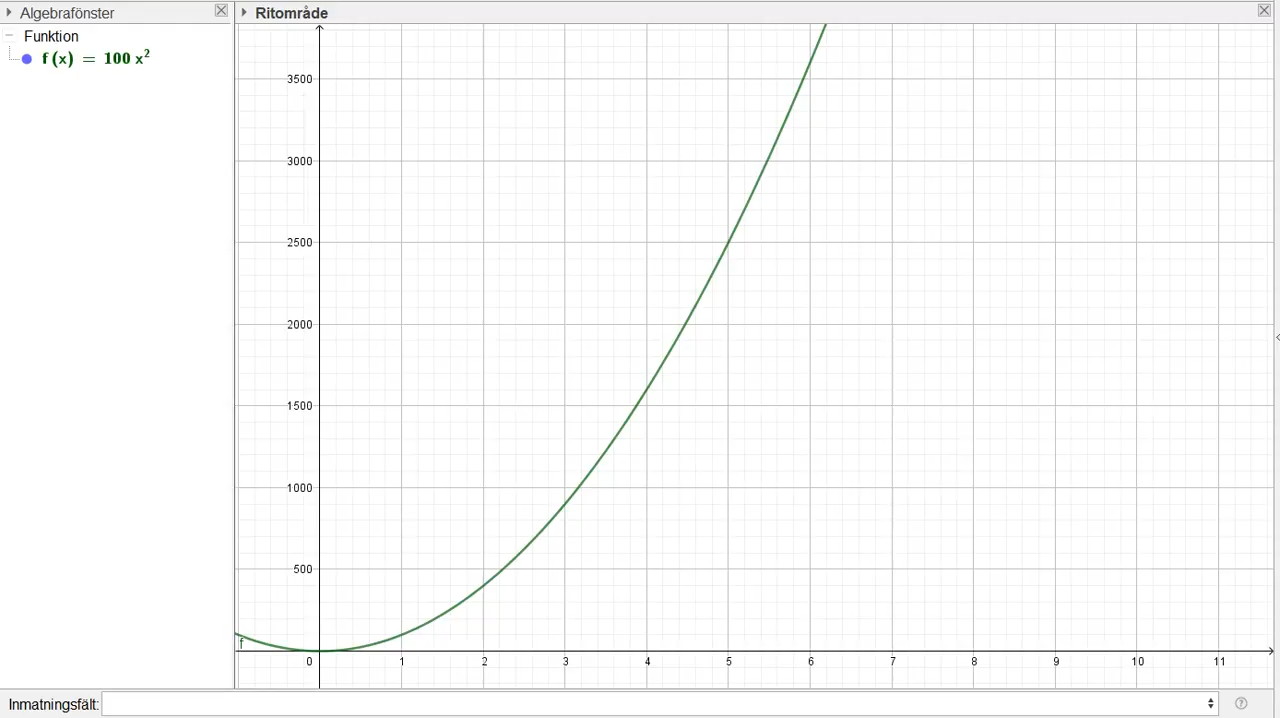 Algebrafönster
Funktion
f (x) = 100 x²
Ritområde
3500
3000
2500
2000
1500
1000
500
0 1 2 3 4 5 6 7 8 9 10 11
f
Inmatningsfält: